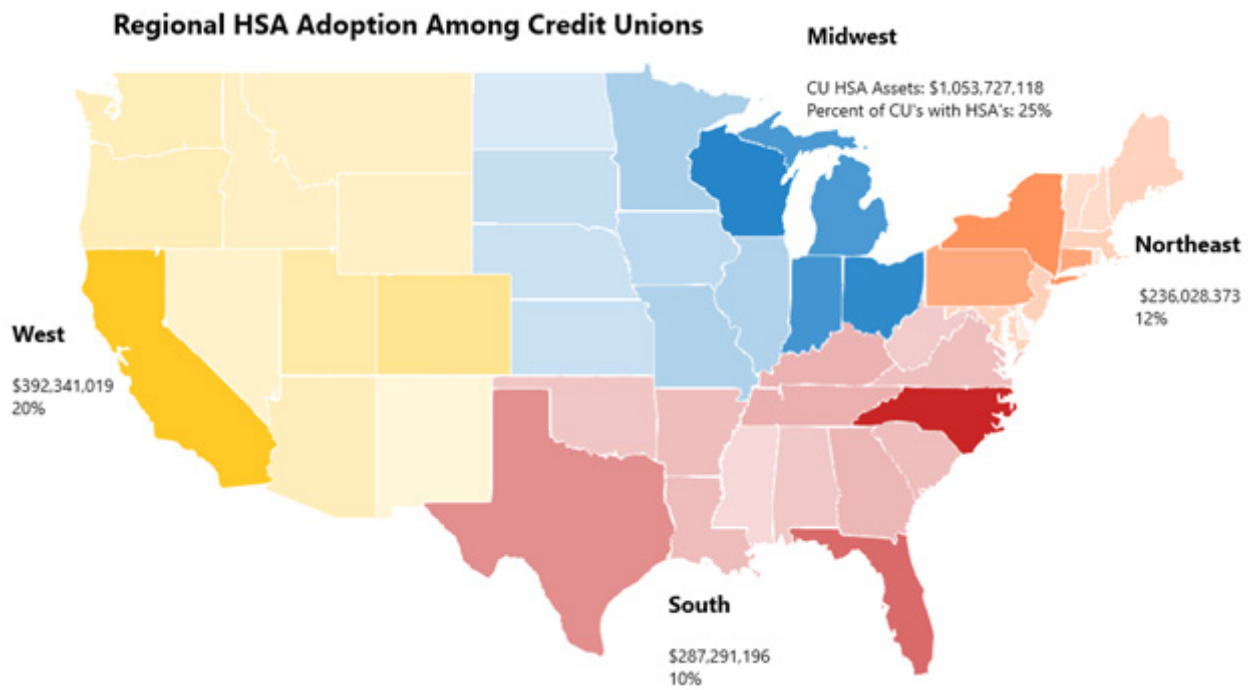 Regional HSA Adoption Among Credit Unions
Midwest
CU HSA Assets: $1.053,727,118
Percent of CU's with HSA's: 25%
Northeast
$236,028.373
12%
West
$392,341,019
20%
South
$287,291,196
10%